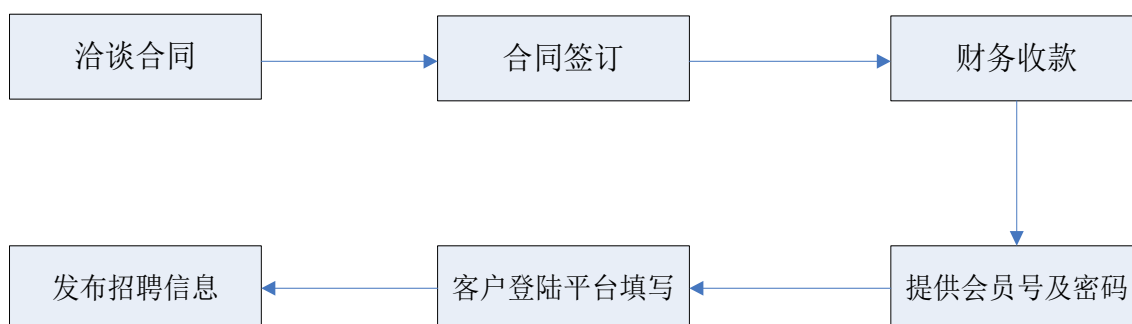 洽谈合同
合同签订
财务收款
提供会员号及密码
客户登陆平台填写
发布招聘信息